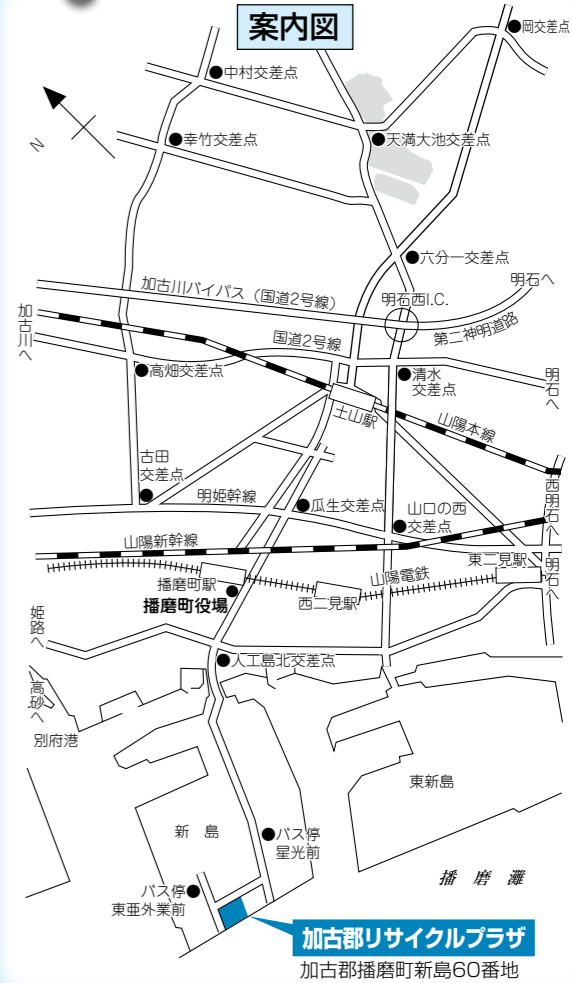 案内図
岡交差点
中村交差点
幸竹交差点
天満大池交差点
N
六分一交差点
加古川バイパス（国道2号線）
明石西I.C.
明石へ
加古川へ
国道2号線
第二神明道路
高畑交差点
清水
交差点
明石へ
土山駅
山陽本線
古田
交差点
明姫幹線
瓜生交差点
山口の西
交差点
西明石へ
山陽新幹線
東二見駅
明石へ
播磨町駅
山陽電鉄
播磨町役場
西二見駅
姫路へ
人工島北交差点
高砂へ
別府港
東新島
新島
バス停
星光前
播磨灘
バス停
東亜外業前
加古郡リサイクルプラザ
加古郡播磨町新島60番地